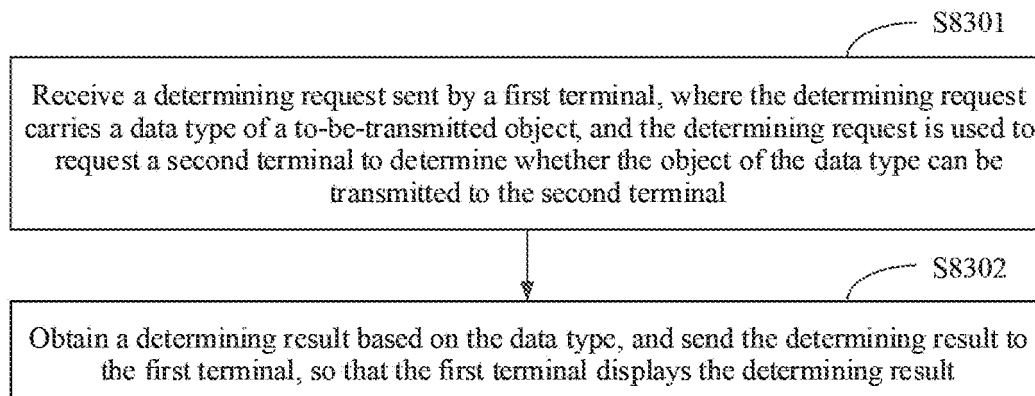 S8301
Receive a determining request sent by a first terminal, where the determining request
carries a data type of a to-be-transmitted object, and the determining request is used to
request a second terminal to determine whether the object of the data type can be
transmitted to the second terminal
S8302
Obtain a determining result based on the data type, and send the determining result to
the first terminal, so that the first terminal displays the determining result